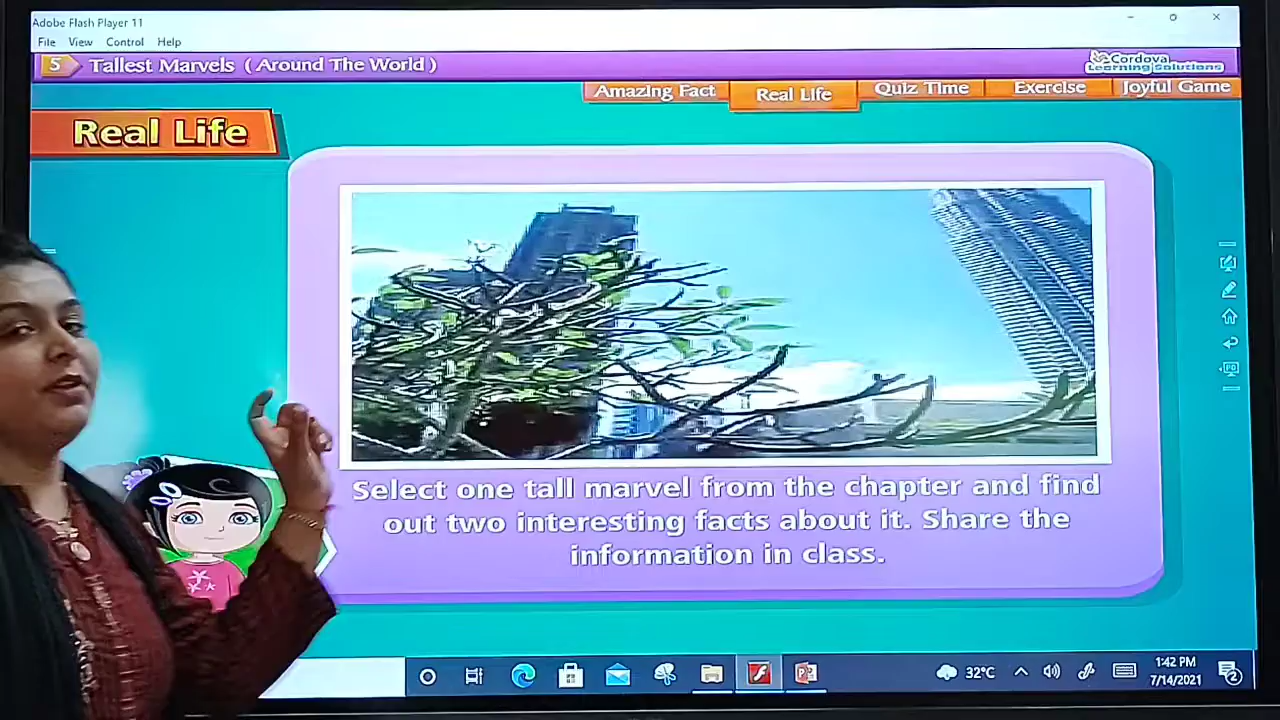 Adobe Flash Player 11
File View Control Help
5 Tallest Marvels ( Around The World )
Cordova
Learning Solutions
Amazing Fact Real Life Quiz Time Exercise Joyful Game
Real Life
Select one tall marvel from the chapter and find
out two interesting facts about it. Share the
information in class.
32°C
1:42 PM
7/14/2021
2